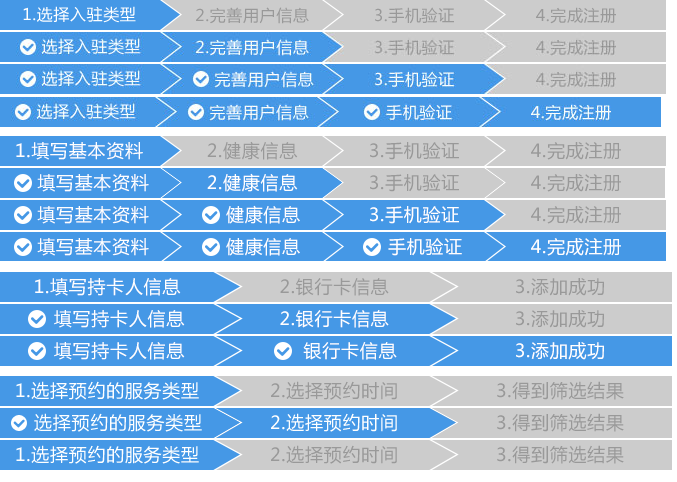 1.选择入驻类型 2.完善用户信息 3.手机验证 4.完成注册
选择入驻类型 2.完善用户信息 3.手机验证 4.完成注册
选择入驻类型 完善用户信息 3.手机验证 4.完成注册
选择入驻类型 完善用户信息 手机验证 4.完成注册
1.填写基本资料 2.健康信息 3.手机验证 4.完成注册
填写基本资料 2.健康信息 3.手机验证 4.完成注册
填写基本资料 健康信息 3.手机验证 4.完成注册
填写基本资料 健康信息 手机验证 4.完成注册
1.填写持卡人信息 2.银行卡信息 3.添加成功
填写持卡人信息 2.银行卡信息 3.添加成功
填写持卡人信息 银行卡信息 3.添加成功
1.选择预约的服务类型 2.选择预约时间 3.得到筛选结果
选择预约的服务类型 2.选择预约时间 3.得到筛选结果
1.选择预约的服务类型 2.选择预约时间 3.得到筛选结果